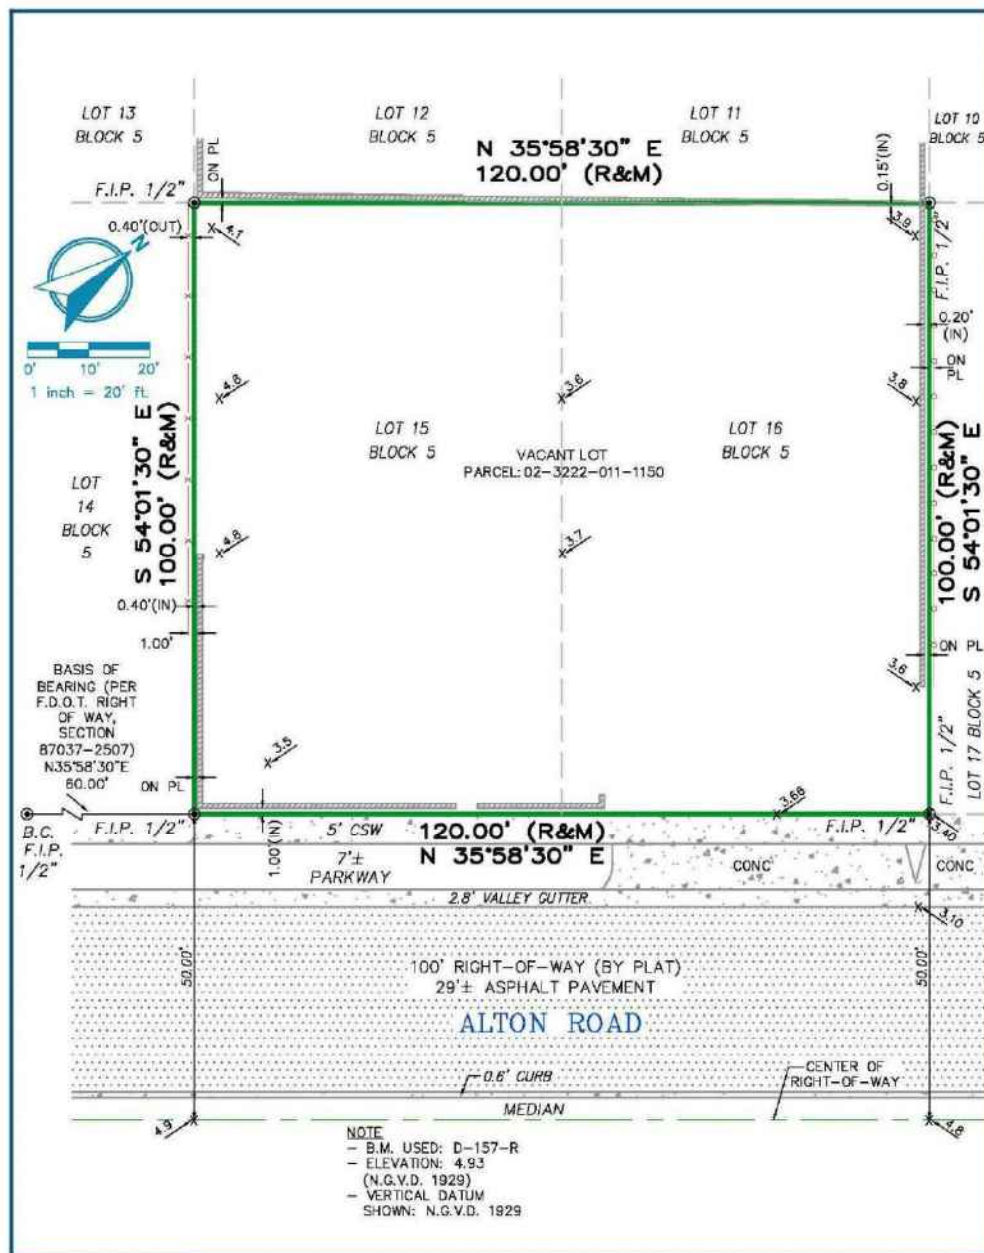 LOT 13
BLOCK 5
LOT 12
BLOCK 5
LOT 11
BLOCK 5
LOT 10
BLOCK 5
ON PL
N 35°58'30" E
120.00' (R&M)
0.15'(IN)
F.I.P. 1/2"
0.40'(OUT)
4.1
3.9
F.I.P. 1/2"
N
0' 10' 20'
1 inch = 20' ft.
0.20'
(IN)
ON
PL
4.6
3.6
3.8
S 54°01'30" E
100.00' (R&M)
LOT 15
BLOCK 5
LOT 16
BLOCK 5
VACANT LOT
PARCEL: 02-3222-011-1150
100.00' (R&M)
S 54°01'30" E
LOT
14
BLOCK
5
4.8
3.7
0.40'(IN)
1.00'
ON PL
3.6
BASIS OF
BEARING (PER
F.D.O.T. RIGHT
OF WAY,
SECTION
87037-2507)
N35°58'30"E
60.00'
3.5
ON PL
F.I.P. 1/2"
LOT 17 BLOCK 5
3.68
B.C.
F.I.P.
1/2"
F.I.P. 1/2"
5' CSW
120.00' (R&M)
N 35°58'30" E
F.I.P. 1/2"
3.40
1.00'(IN)
7'±
PARKWAY
CONC
CONC
2.8' VALLEY GUTTER
3.10
50.00'
50.00'
100' RIGHT-OF-WAY (BY PLAT)
29'± ASPHALT PAVEMENT
ALTON ROAD
0.6' CURB
CENTER OF
RIGHT-OF-WAY
MEDIAN
4.9
4.8
NOTE
- B.M. USED: D-157-R
- ELEVATION: 4.93
(N.G.V.D. 1929)
- VERTICAL DATUM
SHOWN: N.G.V.D. 1929